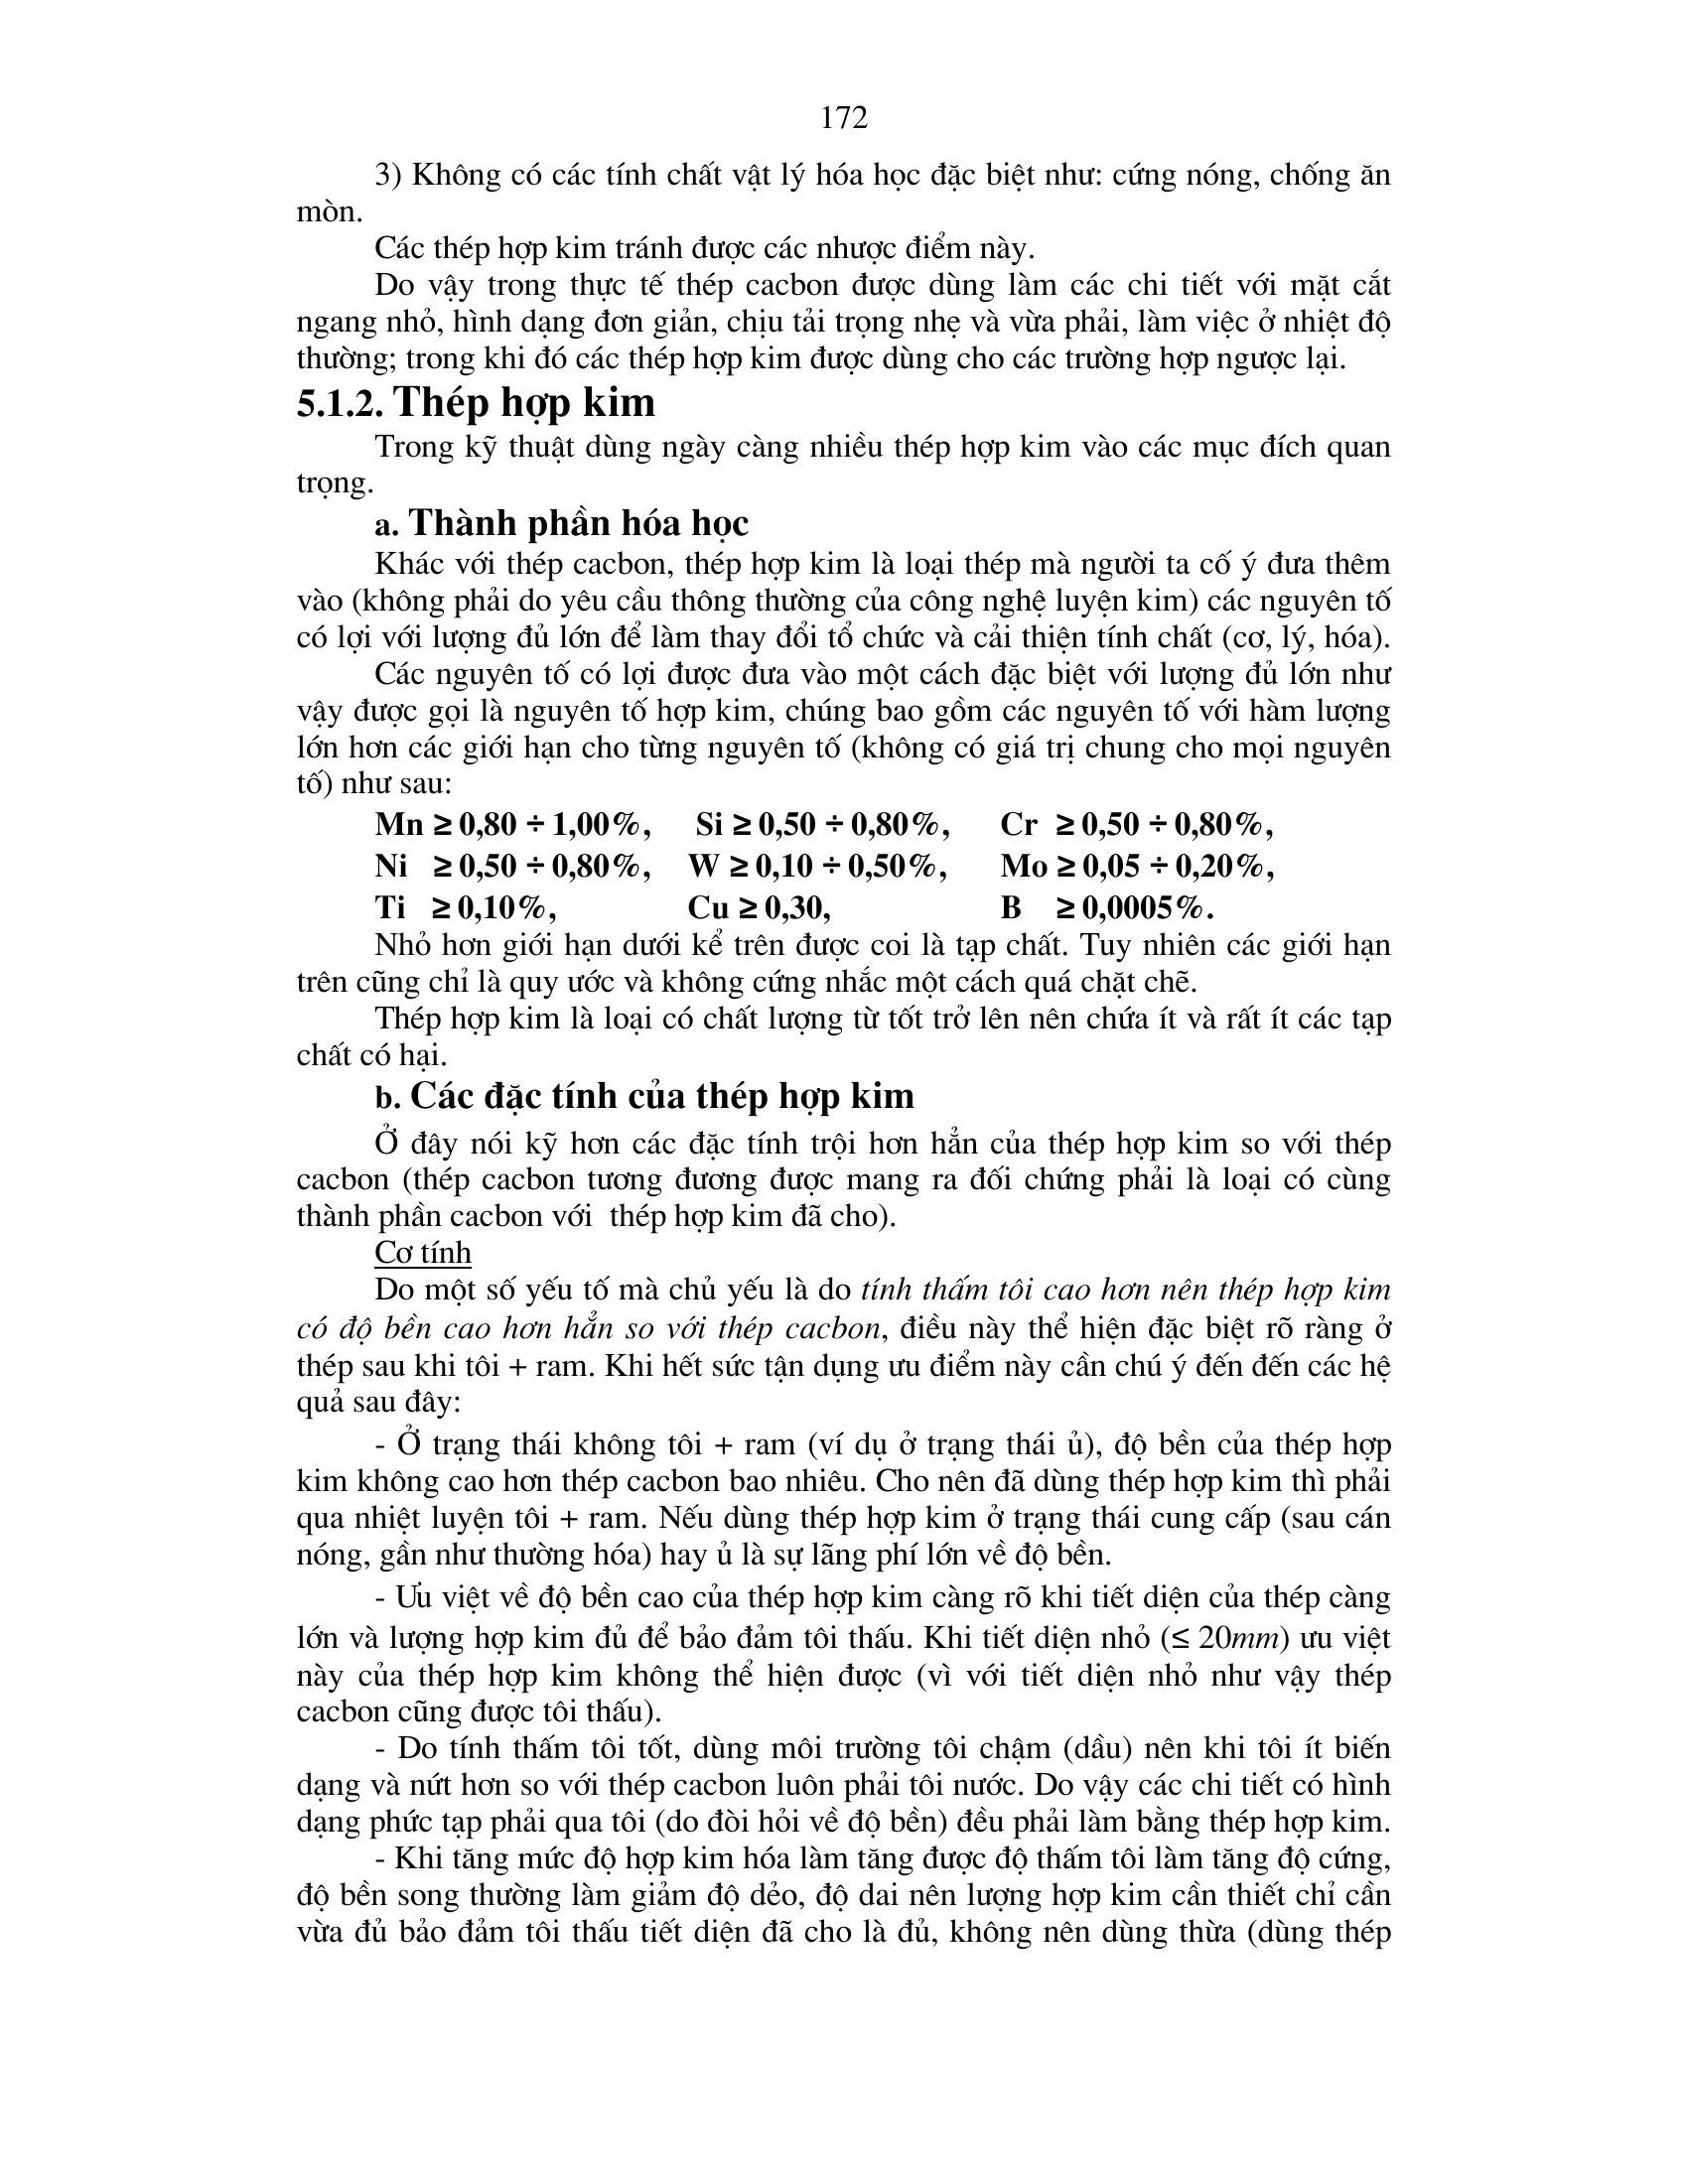 172
3) Không có các tính chất vật lý hóa học đặc biệt như: cứng nóng, chống ăn
mòn.
Các thép hợp kim tránh được các nhược điểm này.
Do vậy trong thực tế thép cacbon được dùng làm các chi tiết với mặt cắt
ngang nhỏ, hình dạng đơn giản, chịu tải trọng nhẹ và vừa phải, làm việc ở nhiệt độ
thường; trong khi đó các thép hợp kim được dùng cho các trường hợp ngược lại.
5.1.2. Thép hợp kim
Trong kỹ thuật dùng ngày càng nhiều thép hợp kim vào các mục đích quan
trọng.
a. Thành phần hóa học
Khác với thép cacbon, thép hợp kim là loại thép mà người ta cố ý đưa thêm
vào (không phải do yêu cầu thông thường của công nghệ luyện kim) các nguyên tố
có lợi với lượng đủ lớn để làm thay đổi tổ chức và cải thiện tính chất (cơ, lý, hóa).
Các nguyên tố có lợi được đưa vào một cách đặc biệt với lượng đủ lớn như
vậy được gọi là nguyên tố hợp kim, chúng bao gồm các nguyên tố với hàm lượng
lớn hơn các giới hạn cho từng nguyên tố (không có giá trị chung cho mọi nguyên
tố) như sau:
Mn ≥ 0,80 ÷ 1,00%, Si ≥ 0,50 ÷ 0,80%, Cr ≥ 0,50 ÷ 0,80%,
Ni ≥ 0,50 ÷ 0,80%, W ≥ 0,10 ÷ 0,50%, Mo ≥ 0,05 ÷ 0,20%,
Ti ≥ 0,10%, Cu ≥ 0,30, B ≥ 0,0005%.
Nhỏ hơn giới hạn dưới kể trên được coi là tạp chất. Tuy nhiên các giới hạn
trên cũng chỉ là quy ước và không cứng nhắc một cách quá chặt chẽ.
Thép hợp kim là loại có chất lượng từ tốt trở lên nên chứa ít và rất ít các tạp
chất có hại.
b. Các đặc tính của thép hợp kim
Ở đây nói kỹ hơn các đặc tính trội hơn hẳn của thép hợp kim so với thép
cacbon (thép cacbon tương đương được mang ra đối chứng phải là loại có cùng
thành phần cacbon với thép hợp kim đã cho).
Cơ tính
Do một số yếu tố mà chủ yếu là do tính thấm tôi cao hơn nên thép hợp kim
có độ bền cao hơn hẳn so với thép cacbon, điều này thể hiện đặc biệt rõ ràng ở
thép sau khi tôi + ram. Khi hết sức tận dụng ưu điểm này cần chú ý đến đến các hệ
quả sau đây:
- Ở trạng thái không tôi + ram (ví dụ ở trạng thái ủ), độ bền của thép hợp
kim không cao hơn thép cacbon bao nhiêu. Cho nên đã dùng thép hợp kim thì phải
qua nhiệt luyện tôi + ram. Nếu dùng thép hợp kim ở trạng thái cung cấp (sau cán
nóng, gần như thường hóa) hay ủ là sự lãng phí lớn về độ bền.
- Ưu việt về độ bền cao của thép hợp kim càng rõ khi tiết diện của thép càng
lớn và lượng hợp kim đủ để bảo đảm tôi thấu. Khi tiết diện nhỏ (≤ 20mm) ưu việt
này của thép hợp kim không thể hiện được (vì với tiết diện nhỏ như vậy thép
cacbon cũng được tôi thấu).
- Do tính thấm tôi tốt, dùng môi trường tôi chậm (dầu) nên khi tôi ít biến
dạng và nứt hơn so với thép cacbon luôn phải tôi nước. Do vậy các chi tiết có hình
dạng phức tạp phải qua tôi (do đòi hỏi về độ bền) đều phải làm bằng thép hợp kim.
- Khi tăng mức độ hợp kim hóa làm tăng được độ thấm tôi làm tăng độ cứng,
độ bền song thường làm giảm độ dẻo, độ dai nên lượng hợp kim cần thiết chỉ cần
vừa đủ bảo đảm tôi thấu tiết diện đã cho là đủ, không nên dùng thừa (dùng thép